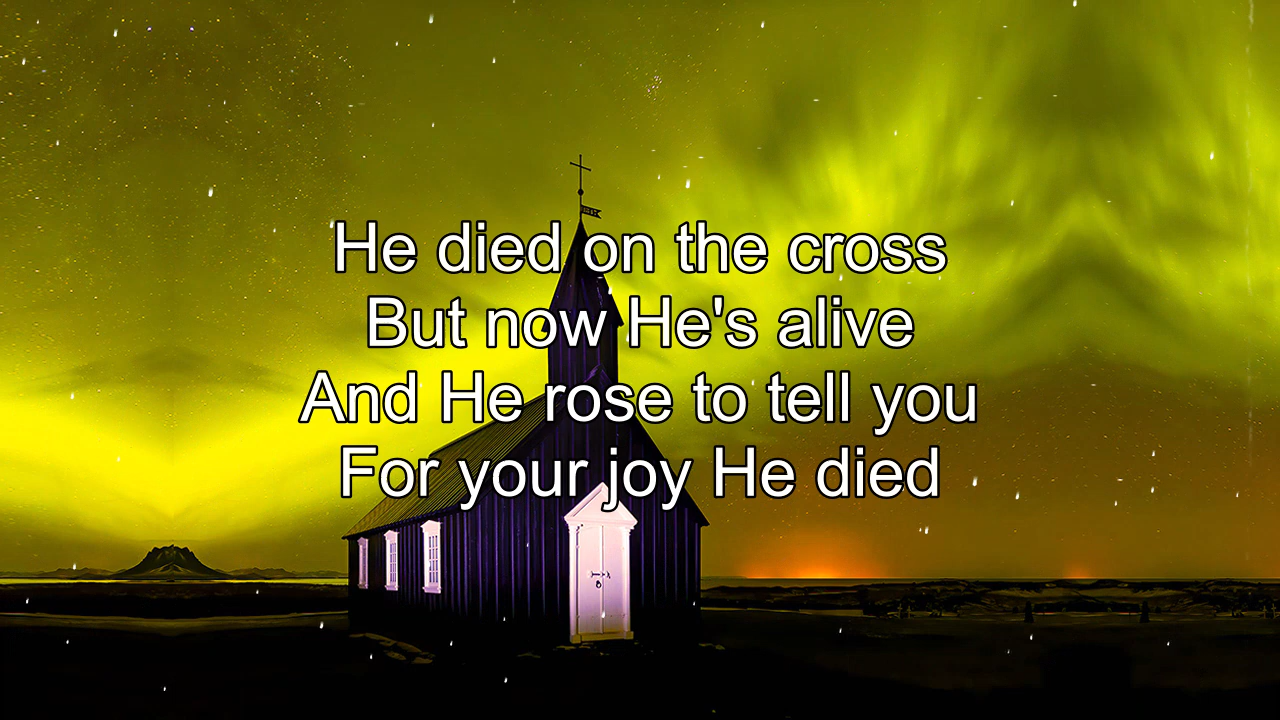 He died on the cross
But now He's alive
And He rose to tell you
For your joy He died